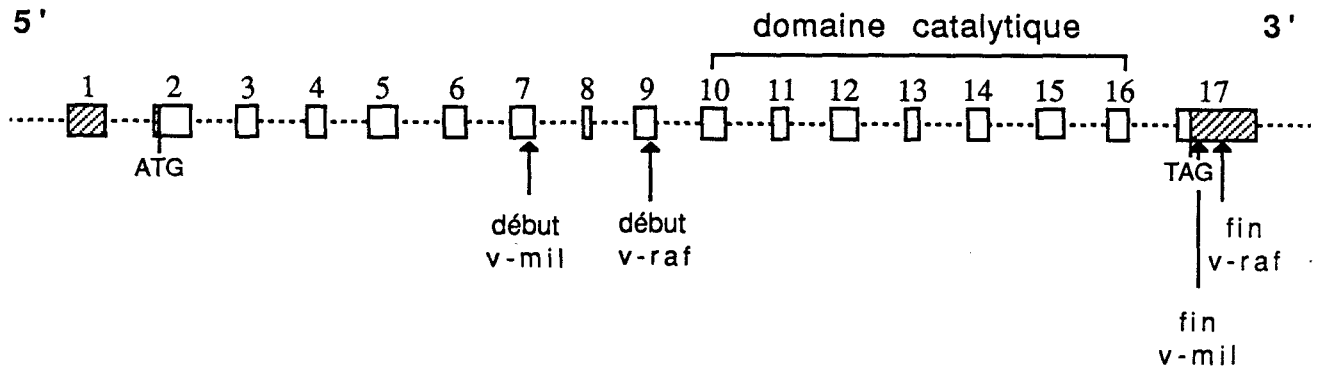 5' domaine catalytique 3'
1 2 3 4 5 6 7 8 9 10 11 12 13 14 15 16 17
ATG TAG
début
v-mil
début
v-raf
fin
v-raf
fin
v-mil